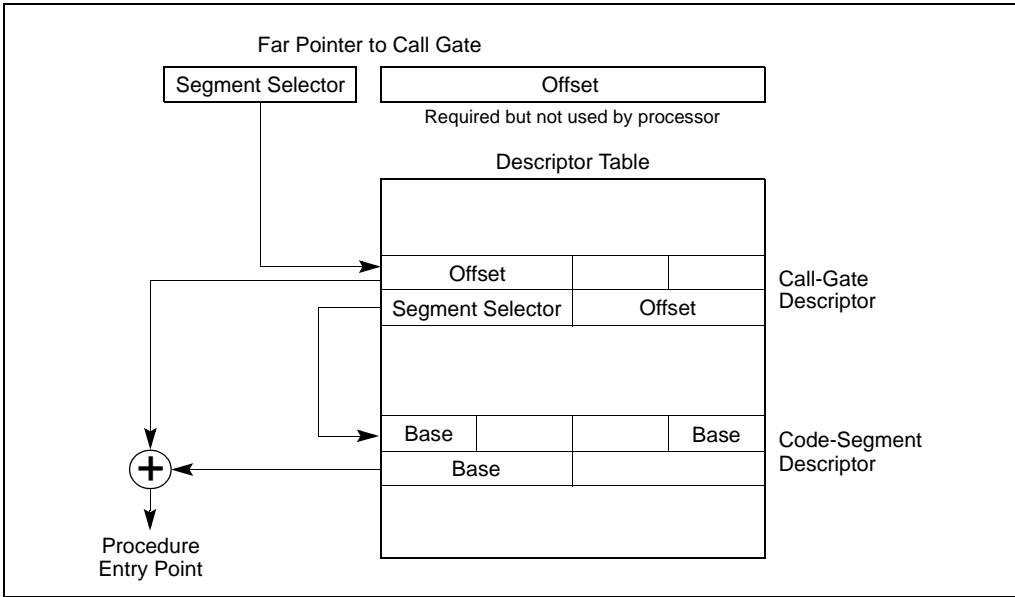 Far Pointer to Call Gate
Segment Selector
Offset
Required but not used by processor
Descriptor Table
Offset
Segment Selector
Offset
Call-Gate
Descriptor
Base
Base
Base
Code-Segment
Descriptor
+
Procedure
Entry Point